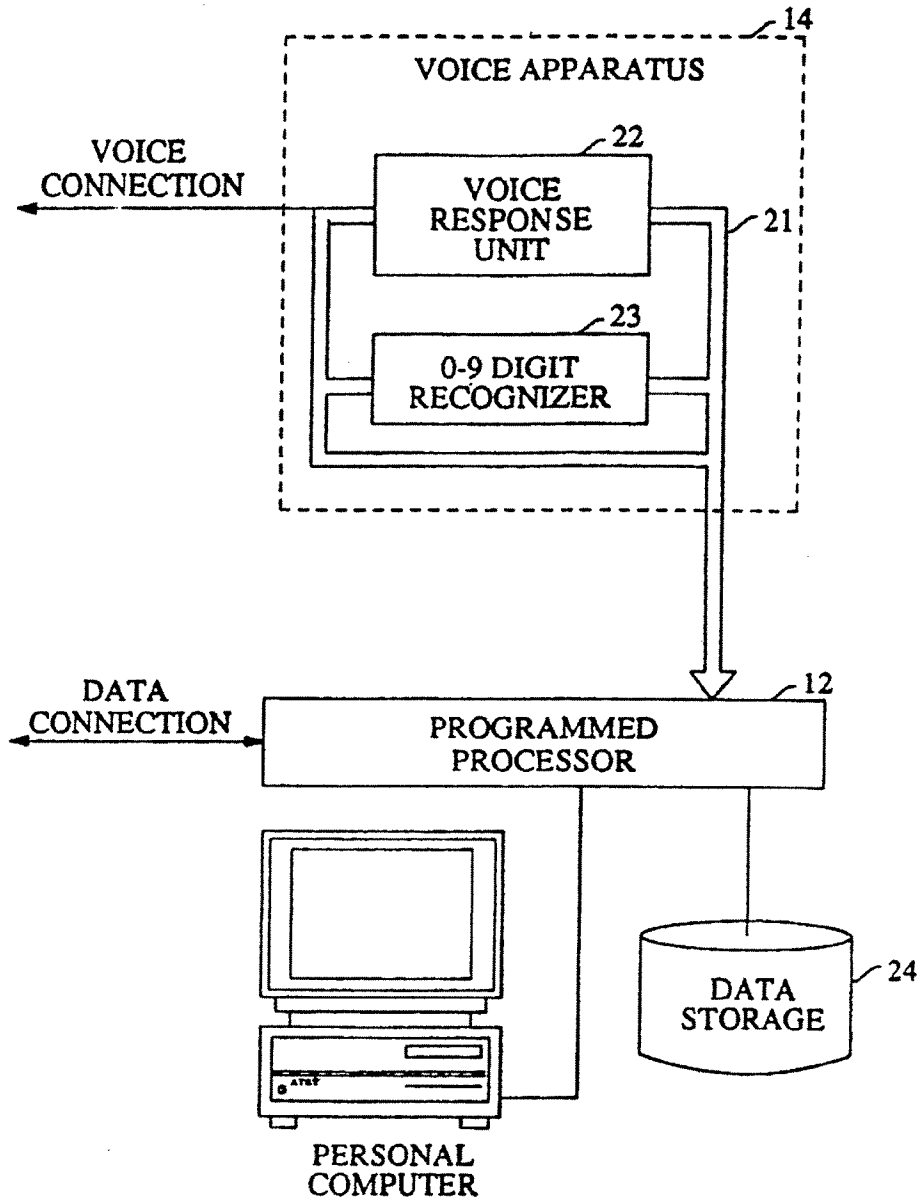 14
VOICE APPARATUS
VOICE
CONNECTION
22
VOICE
RESPONSE
UNIT
21
23
0-9 DIGIT
RECOGNIZER
DATA
CONNECTION
12
PROGRAMMED
PROCESSOR
DATA
STORAGE
24
AT&T
PERSONAL
COMPUTER